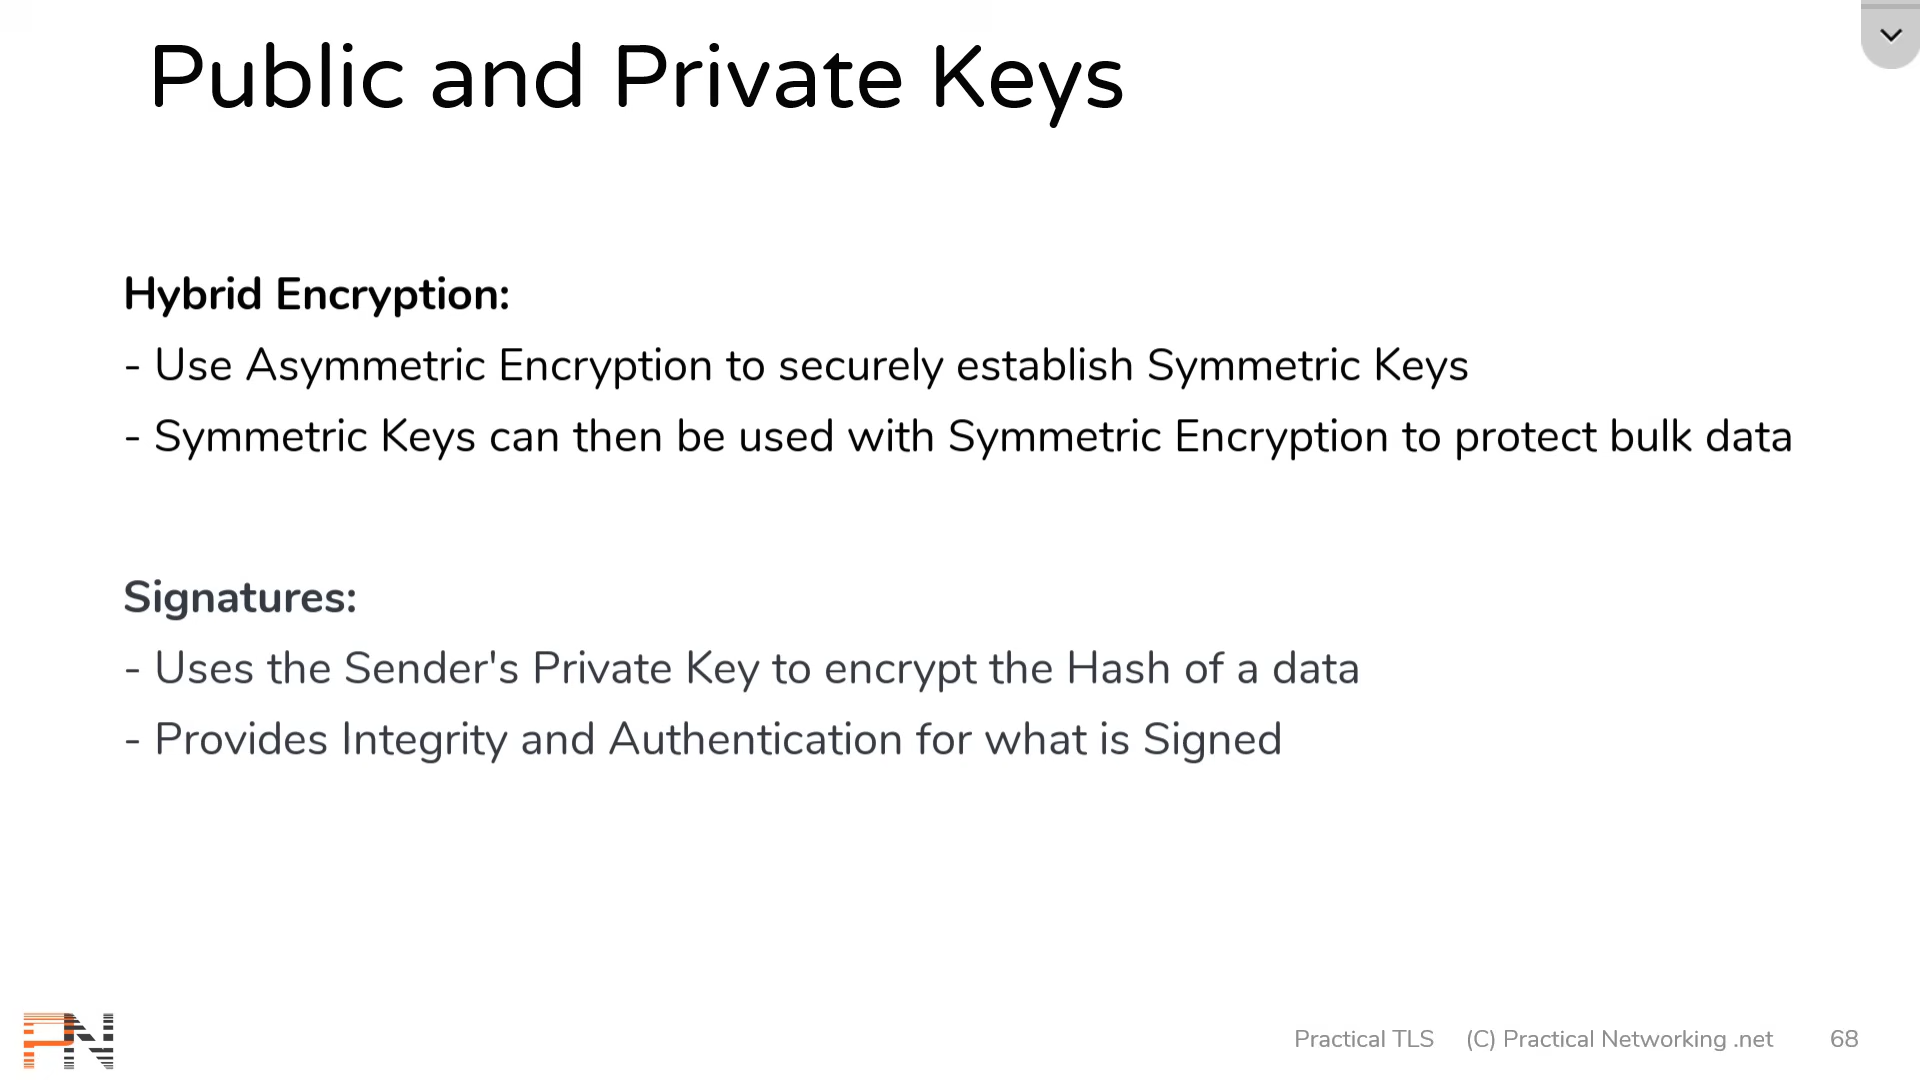 Public and Private Keys
Hybrid Encryption:
- Use Asymmetric Encryption to securely establish Symmetric Keys
- Symmetric Keys can then be used with Symmetric Encryption to protect bulk data
Signatures:
- Uses the Sender's Private Key to encrypt the Hash of a data
- Provides Integrity and Authentication for what is Signed
PN
Practical TLS (C) Practical Networking .net 68